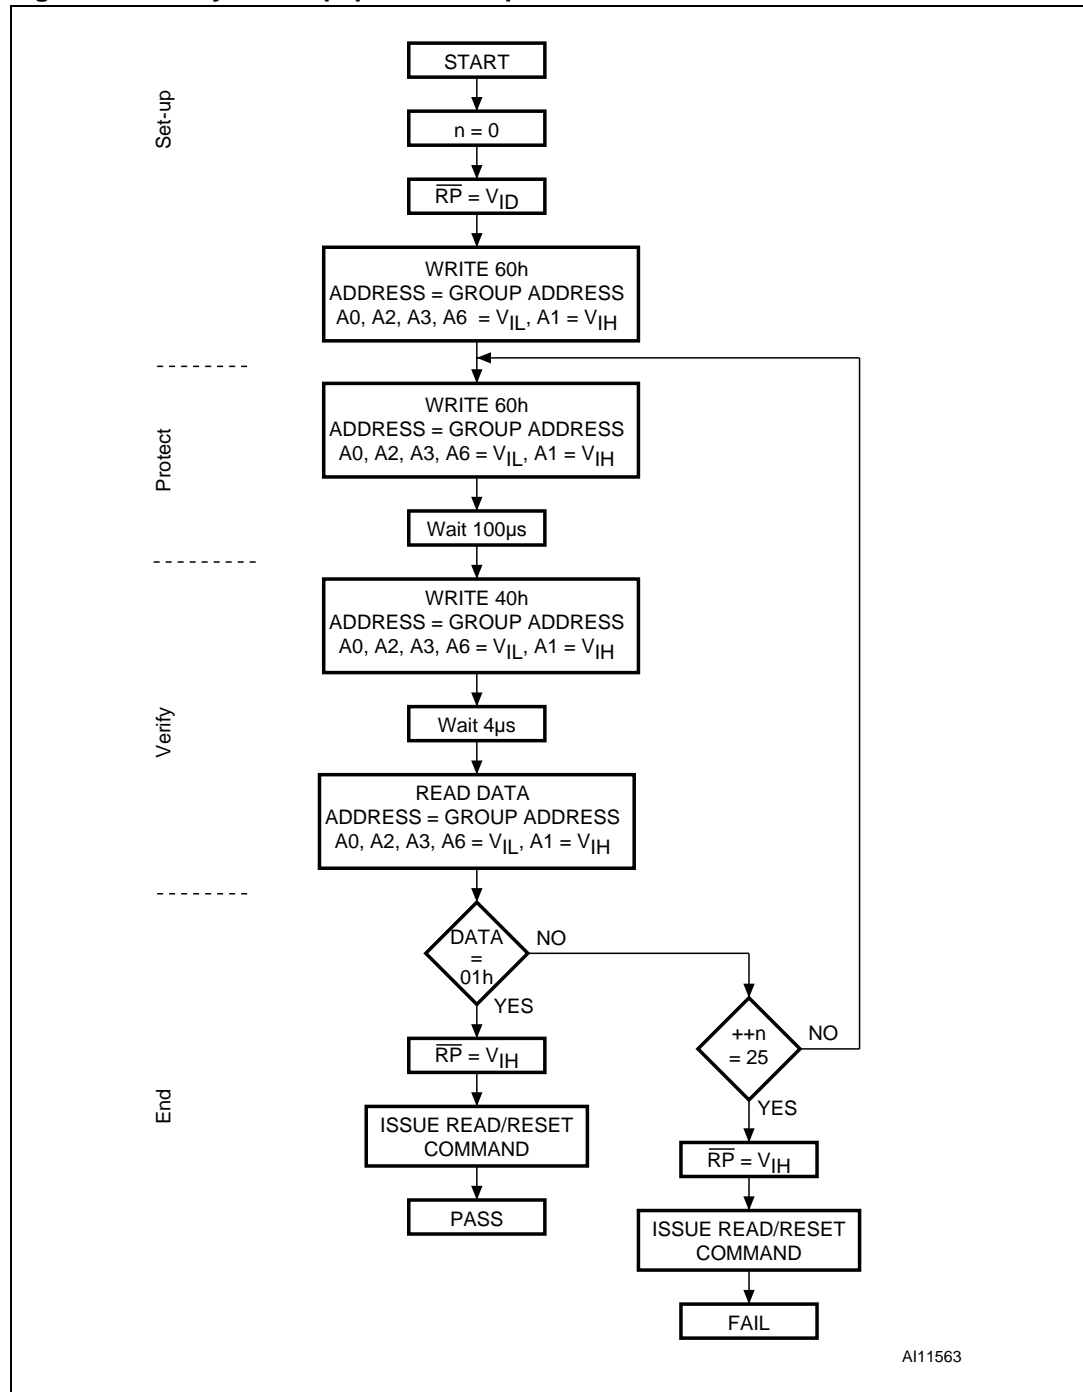 START
Set-up
n = 0
RP = VID
WRITE 60h
ADDRESS = GROUP ADDRESS
A0, A2, A3, A6 = VIL, A1 = VIH
WRITE 60h
ADDRESS = GROUP ADDRESS
A0, A2, A3, A6 = VIL, A1 = VIH
Protect
Wait 100µs
WRITE 40h
ADDRESS = GROUP ADDRESS
A0, A2, A3, A6 = VIL, A1 = VIH
Verify
Wait 4µs
READ DATA
ADDRESS = GROUP ADDRESS
A0, A2, A3, A6 = VIL, A1 = VIH
DATA
=
01h
NO
YES
++n
= 25
NO
YES
End
RP = VIH
ISSUE READ/RESET
COMMAND
PASS
RP = VIH
ISSUE READ/RESET
COMMAND
FAIL
AI11563